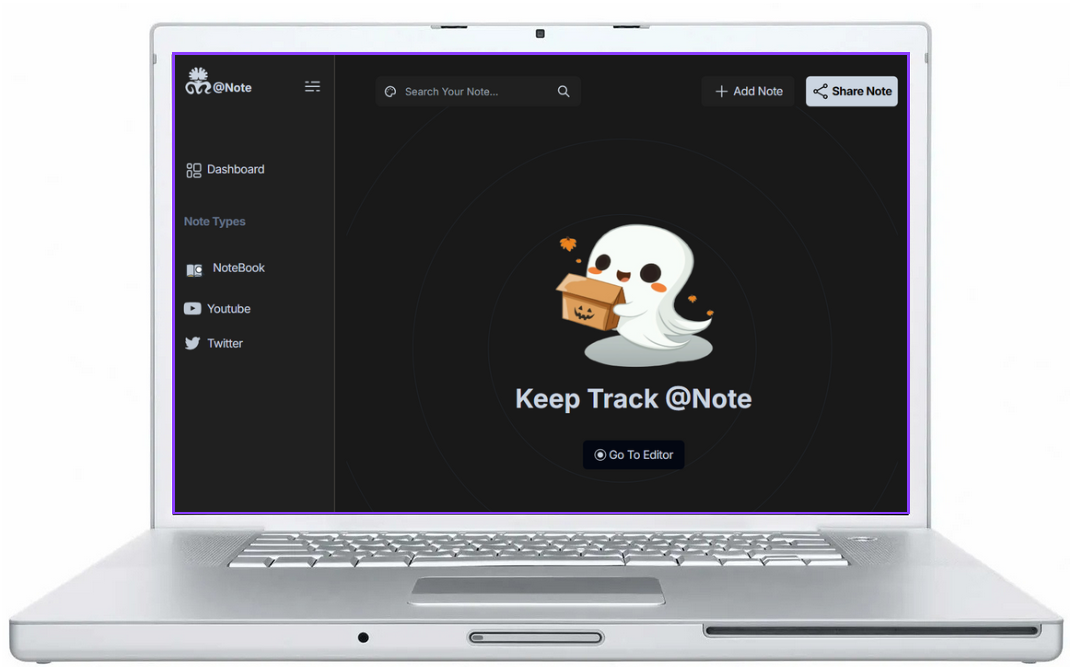 @Note
Search Your Note...
Add Note
Share Note
Dashboard
Note Types
NoteBook
Youtube
Twitter
Keep Track @Note
Go To Editor